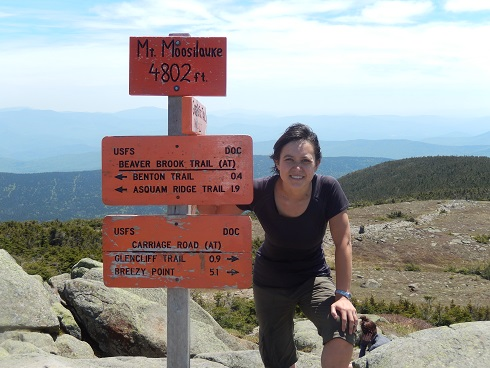 Mt. Moosilauke
4802 ft.
USFS DOC
BEAVER BROOK TRAIL (AT)
← BENTON TRAIL 0.4
← ASQUAM RIDGE TRAIL 1.9
USFS DOC
CARRIAGE ROAD (AT)
GLENCLIFF TRAIL 0.9 →
BREEZY POINT 5.1 →